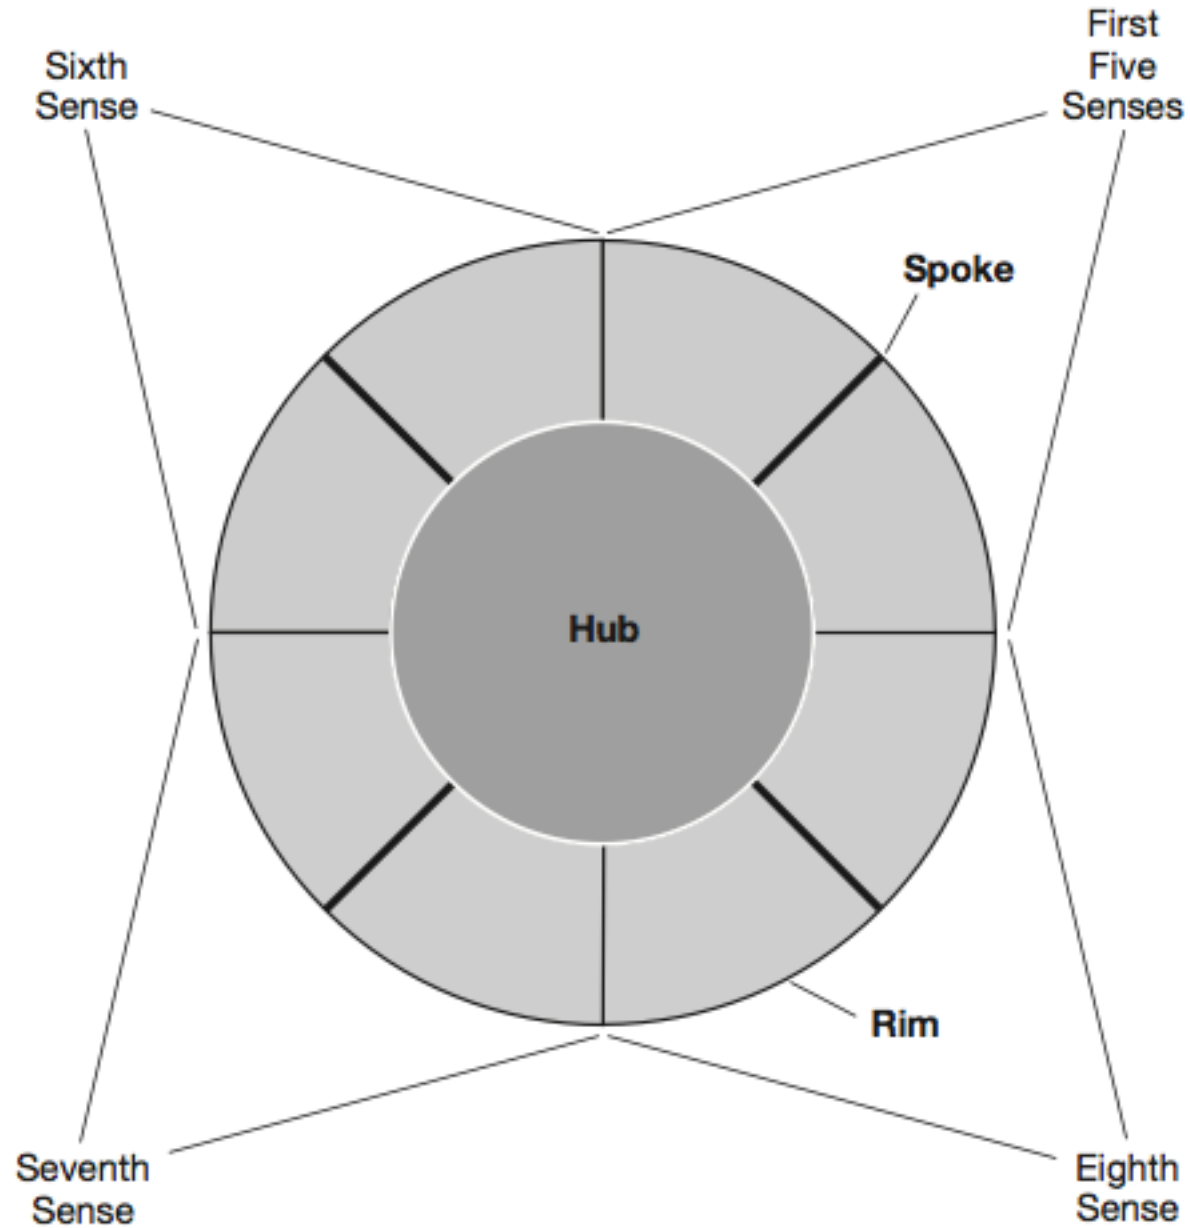 First
Five
Senses
Sixth
Sense
Spoke
Hub
Rim
Seventh
Sense
Eighth
Sense